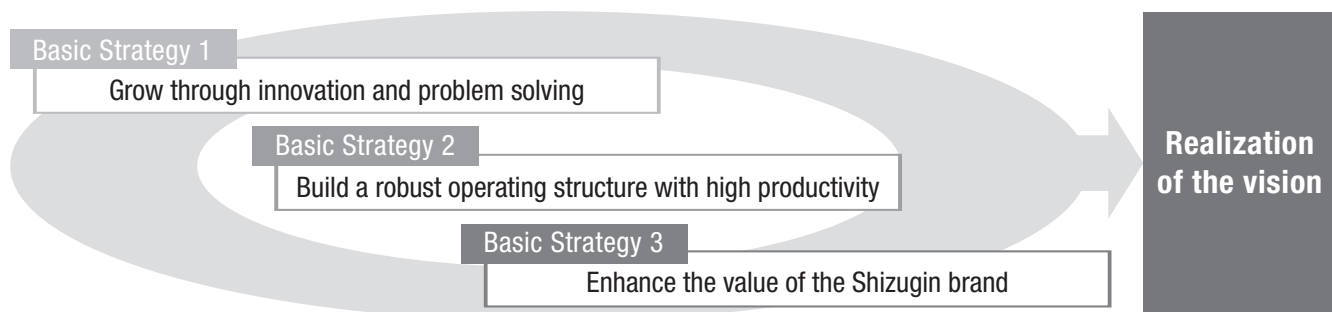 Basic Strategy 1
Grow through innovation and problem solving
Basic Strategy 2
Build a robust operating structure with high productivity
Basic Strategy 3
Enhance the value of the Shizugin brand
Realization
of the vision